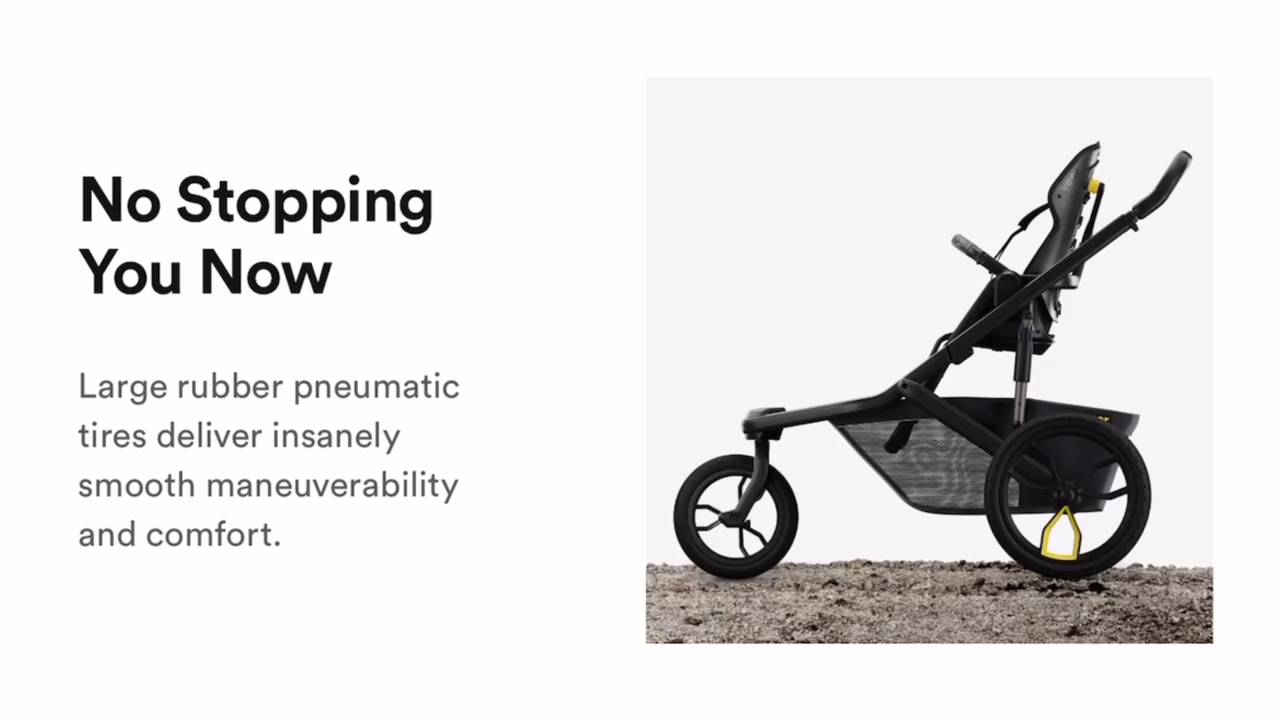 No Stopping
You Now
Large rubber pneumatic
tires deliver insanely
smooth maneuverability
and comfort.